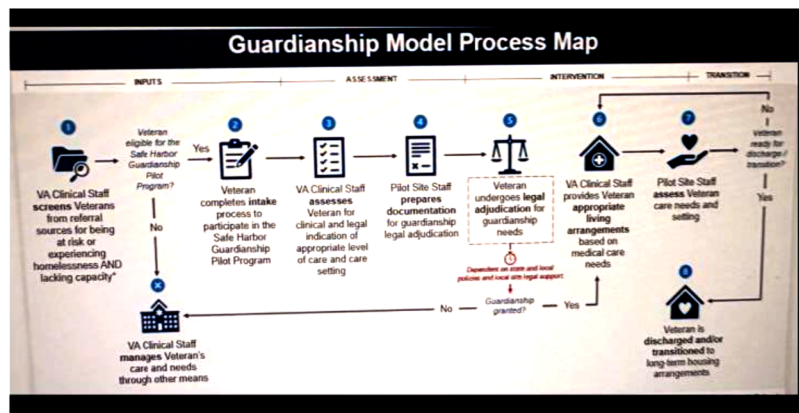 Guardianship Model Process Map
INPUTS
ASSESSMENT
INTERVENTION
TRANSITION
1
VA Clinical Staff
screens Veterans
from referral
sources for being
at risk or
experiencing
homelessness AND
lacking capacity*
Veteran
eligible for the
Safe Harbor
Guardianship
Pilot
Program?
Yes
No
2
Veteran
completes intake
process to
participate in the
Safe Harbor
Guardianship
Pilot Program
3
VA Clinical Staff
assesses
Veteran for
clinical and legal
indication of
appropriate level
of care and care
setting
4
Pilot Site Staff
prepares
documentation
for guardianship
legal adjudication
5
Veteran
undergoes legal
adjudication for
guardianship
needs
Dependent on state and local
policies and local site legal support
Guardianship
granted?
No
Yes
6
VA Clinical Staff
provides Veteran
appropriate
living
arrangements
based on
medical care
needs
7
Pilot Site Staff
assess Veteran
care needs and
setting
No
Veteran
ready for
discharge /
transition?
Yes
8
Veteran is
discharged and/or
transitioned to
long-term housing
arrangements
X
VA Clinical Staff
manages Veteran's
care and needs
through other means